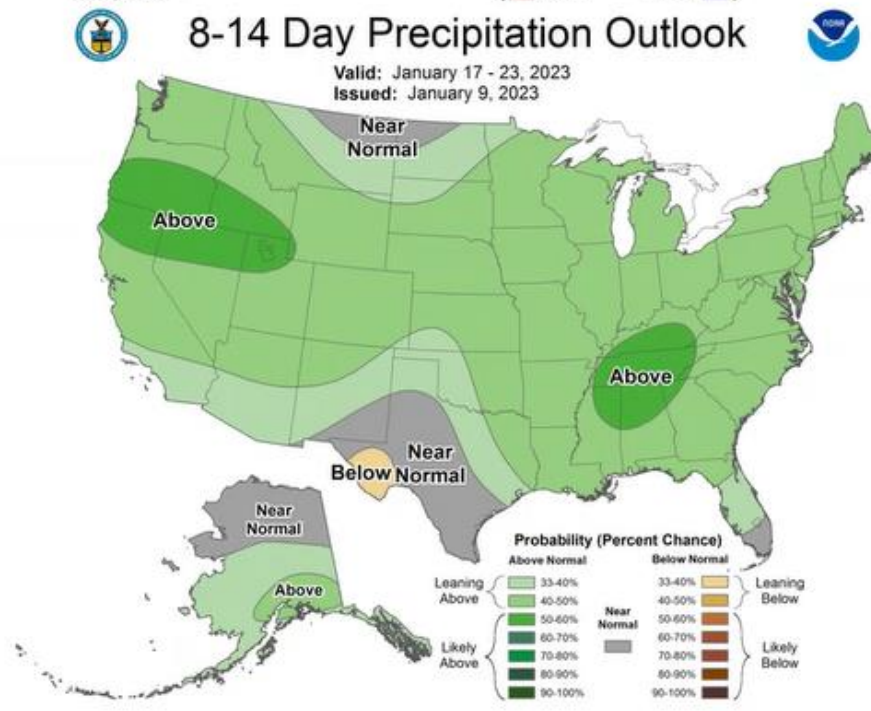 8-14 Day Precipitation Outlook
NOAA
Valid: January 17 - 23, 2023
Issued: January 9, 2023
Near
Normal
Above
Above
Near
Below Normal
Near
Normal
Above
Probability (Percent Chance)
Above Normal
Below Normal
Leaning
Above
33-40%
40-50%
Likely
Above
50-60%
60-70%
70-80%
80-90%
90-100%
Near
Normal
33-40%
40-50%
Leaning
Below
50-60%
60-70%
70-80%
80-90%
90-100%
Likely
Below